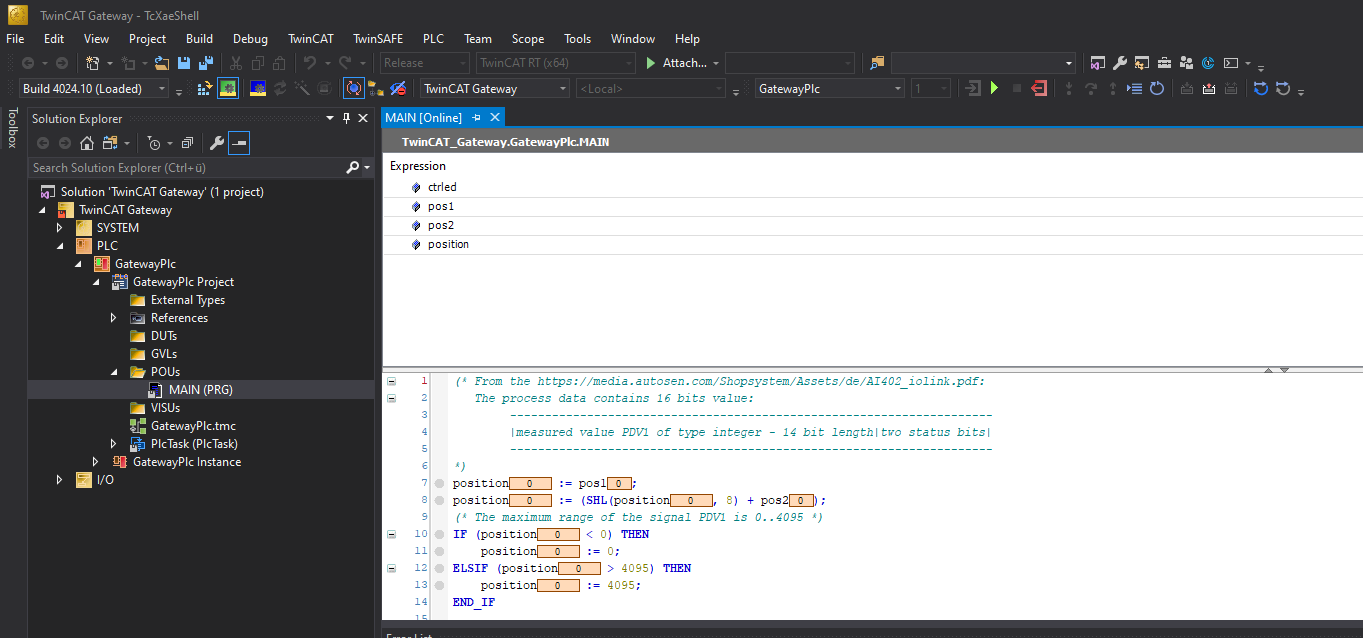 TwinCAT Gateway - TcXaeShell
File Edit View Project Build Debug TwinCAT TwinSAFE PLC Team Scope Tools Window Help
Release TwinCAT RT (x64) Attach...
Build 4024.10 (Loaded) TwinCAT Gateway <Local> GatewayPlc 1
Toolbox
Solution Explorer
Search Solution Explorer (Ctrl+ü)
Solution 'TwinCAT Gateway' (1 project)
TwinCAT Gateway
SYSTEM
PLC
GatewayPlc
GatewayPlc Project
External Types
References
DUTs
GVLs
POUs
MAIN (PRG)
VISUs
GatewayPlc.tmc
PlcTask (PlcTask)
GatewayPlc Instance
I/O
MAIN [Online]
TwinCAT_Gateway.GatewayPlc.MAIN
Expression
ctrled
pos1
pos2
position
1 (* From the https://media.autosen.com/Shopsystem/Assets/de/AI402_iolink.pdf:
2 The process data contains 16 bits value:
3 ---------------------------------------------------------------------
4 |measured value PDV1 of type integer - 14 bit length|two status bits|
5 ---------------------------------------------------------------------
6 *)
7 position 0 := pos1 0 ;
8 position 0 := (SHL(position 0 , 8) + pos2 0 );
9 (* The maximum range of the signal PDV1 is 0..4095 *)
10 IF (position 0 < 0) THEN
11 position 0 := 0;
12 ELSIF (position 0 > 4095) THEN
13 position 0 := 4095;
14 END_IF
15
Error List